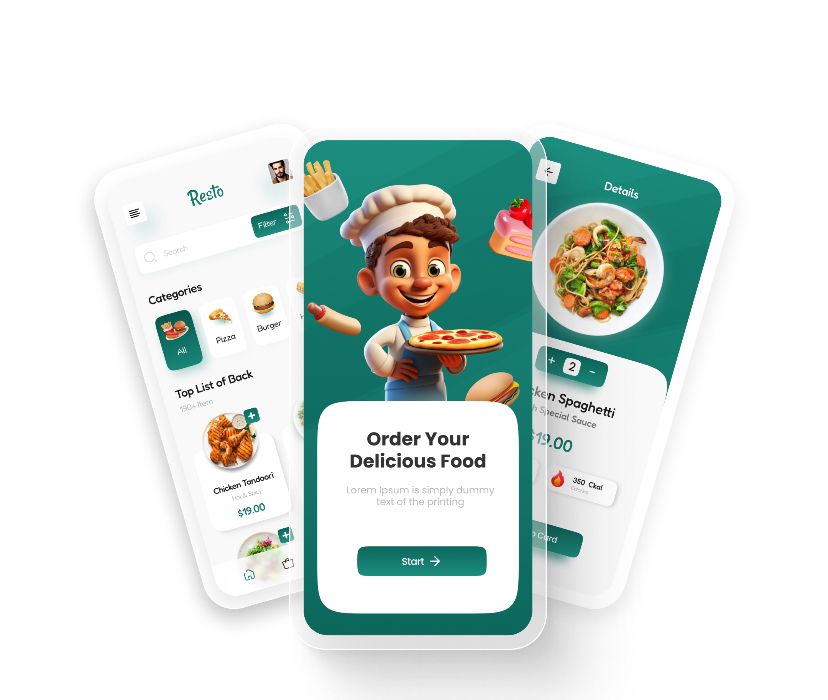 Resto
Filter
Search
Categories
All
Pizza
Burger
Top List of Back
150+ Item
Chicken Tandoori
Hot & Spicy
$19.00
Order Your
Delicious Food
Lorem Ipsum is simply dummy
text of the printing
Start
Details
+ 2 −
Spaghetti
Special Sauce
$19.00
350 Ckal
Calories
Card